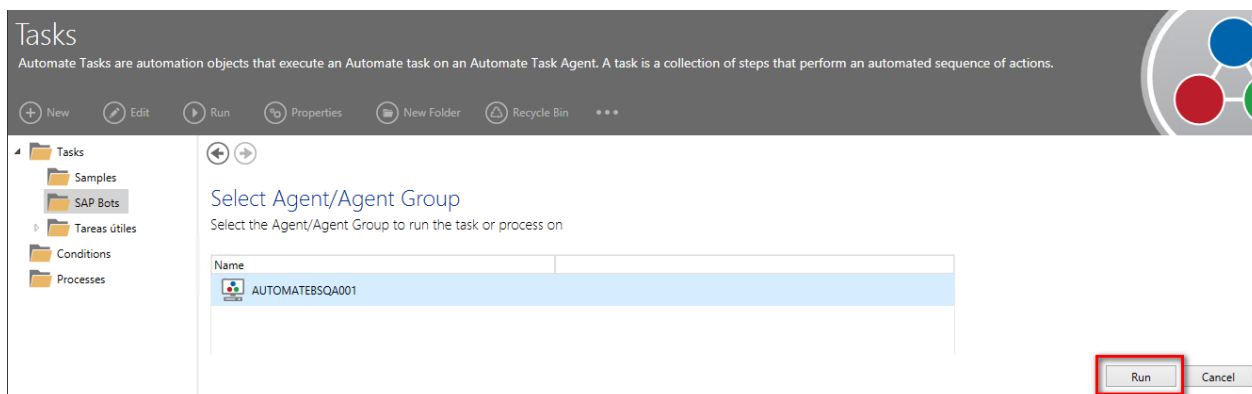 Tasks
Automate Tasks are automation objects that execute an Automate task on an Automate Task Agent. A task is a collection of steps that perform an automated sequence of actions.
New Edit Run Properties New Folder Recycle Bin
Tasks
Samples
SAP Bots
Tareas útiles
Conditions
Processes
Select Agent/Agent Group
Select the Agent/Agent Group to run the task or process on
Name
AUTOMATEBSQA001
Run Cancel